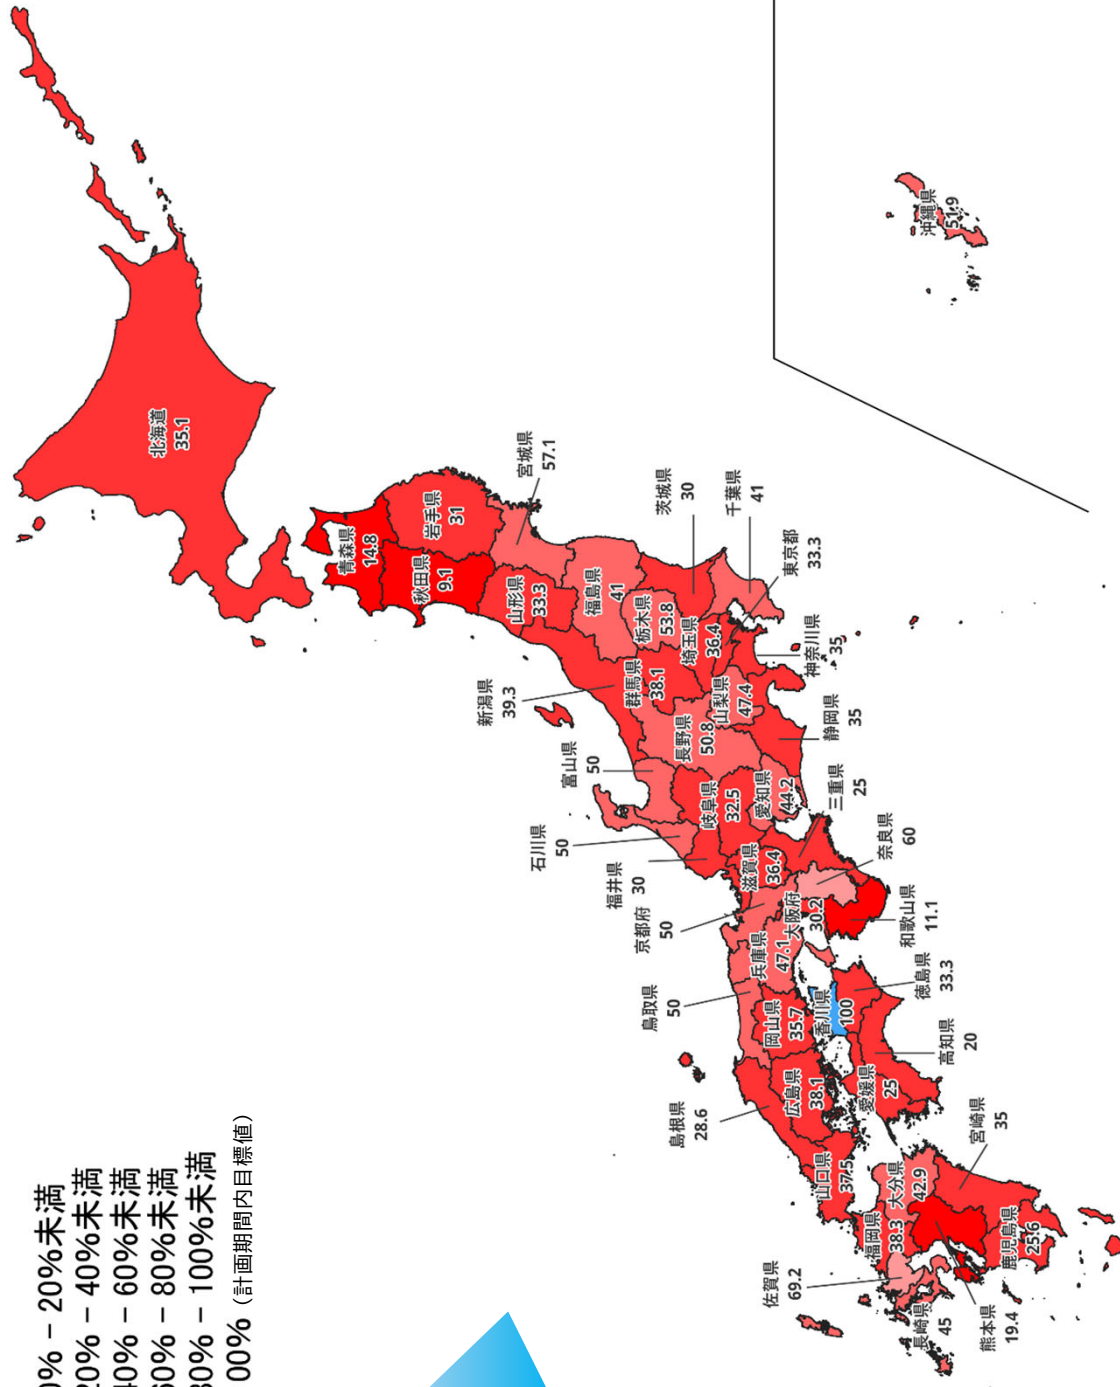 北海道
35.1
青森県
14.8
岩手県
31
宮城県
57.1
秋田県
9.1
山形県
33.3
福島県
41
茨城県
30
栃木県
53.8
千葉県
41
埼玉県
36.4
東京都
33.3
群馬県
38.1
神奈川県
35
新潟県
39.3
山梨県
47.4
長野県
50.8
静岡県
35
富山県
50
岐阜県
32.5
愛知県
44.2
三重県
25
石川県
50
福井県
30
滋賀県
36.4
奈良県
60
京都府
50
大阪府
30.2
和歌山県
11.1
兵庫県
47.1
鳥取県
50
岡山県
35.7
香川県
100
徳島県
33.3
島根県
28.6
広島県
38.1
愛媛県
25
高知県
20
山口県
37.5
福岡県
38.3
大分県
42.9
宮崎県
35
佐賀県
69.2
長崎県
45
熊本県
19.4
鹿児島県
25.6
沖縄県
51.9
0% – 20%未満
20% – 40%未満
40% – 60%未満
60% – 80%未満
80% – 100%未満
00%（計画期間内目標値）